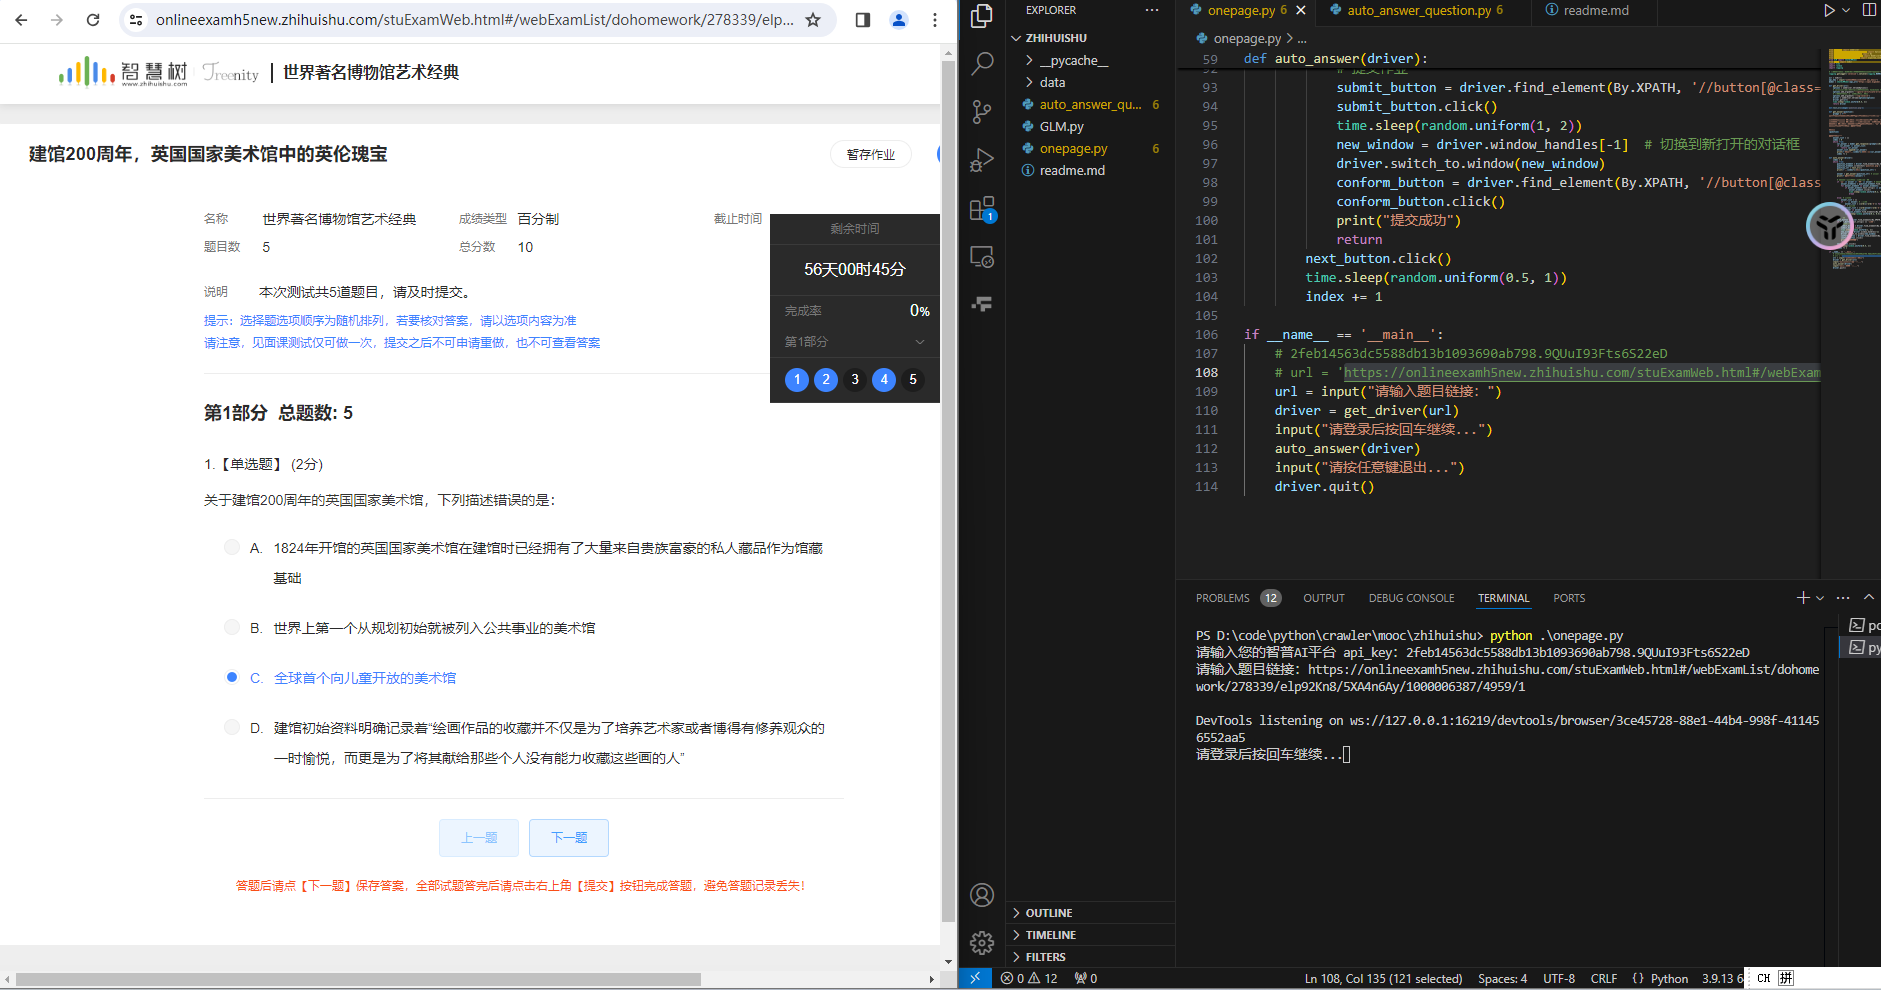 onlineexamh5new.zhihuishu.com/stuExamWeb.html#/webExamList/dohomework/278339/elp...
智慧树
www.zhihuishu.com
Treenity
世界著名博物馆艺术经典
建馆200周年，英国国家美术馆中的英伦瑰宝
暂存作业
名称 世界著名博物馆艺术经典 成绩类型 百分制 截止时间
题目数 5 总分数 10
说明 本次测试共5道题目，请及时提交。
提示：选择题选项顺序为随机排列，若要核对答案，请以选项内容为准
请注意，见面课测试仅可做一次，提交之后不可申请重做，也不可查看答案
剩余时间
56天00时45分
完成率 0%
第1部分
1 2 3 4 5
第1部分 总题数: 5
1.【单选题】 (2分)
关于建馆200周年的英国国家美术馆，下列描述错误的是：
A. 1824年开馆的英国国家美术馆在建馆时已经拥有了大量来自贵族富豪的私人藏品作为馆藏
基础
B. 世界上第一个从规划初始就被列入公共事业的美术馆
C. 全球首个向儿童开放的美术馆
D. 建馆初始资料明确记录着“绘画作品的收藏并不仅是为了培养艺术家或者博得有修养观众的
一时愉悦，而更是为了将其献给那些个人没有能力收藏这些画的人”
上一题 下一题
答题后请点【下一题】保存答案，全部试题答完后请点击右上角【提交】按钮完成答题，避免答题记录丢失！
EXPLORER ...
ZHIHUISHU
__pycache__
data
auto_answer_qu... 6
GLM.py
onepage.py 6
readme.md
1
OUTLINE
TIMELINE
FILTERS
onepage.py 6 auto_answer_question.py 6 readme.md
onepage.py > ...
59 def auto_answer(driver):
93 submit_button = driver.find_element(By.XPATH, '//button[@class=
94 submit_button.click()
95 time.sleep(random.uniform(1, 2))
96 new_window = driver.window_handles[-1] # 切换到新打开的对话框
97 driver.switch_to.window(new_window)
98 conform_button = driver.find_element(By.XPATH, '//button[@class
99 conform_button.click()
100 print("提交成功")
101 return
102 next_button.click()
103 time.sleep(random.uniform(0.5, 1))
104 index += 1
105
106 if __name__ == '__main__':
107 # 2feb14563dc5588db13b1093690ab798.9QUuI93Fts6S22eD
108 # url = 'https://onlineexamh5new.zhihuishu.com/stuExamWeb.html#/webExam
109 url = input("请输入题目链接：")
110 driver = get_driver(url)
111 input("请登录后按回车继续...")
112 auto_answer(driver)
113 input("请按任意键退出...")
114 driver.quit()
PROBLEMS 12 OUTPUT DEBUG CONSOLE TERMINAL PORTS
PS D:\code\python\crawler\mooc\zhihuishu> python .\onepage.py
请输入您的智普AI平台 api_key：2feb14563dc5588db13b1093690ab798.9QUuI93Fts6S22eD
请输入题目链接：https://onlineexamh5new.zhihuishu.com/stuExamWeb.html#/webExamList/dohome
work/278339/elp92Kn8/5XA4n6Ay/1000006387/4959/1
DevTools listening on ws://127.0.0.1:16219/devtools/browser/3ce45728-88e1-44b4-998f-41145
6552aa5
请登录后按回车继续...
po
py
0 12 0 Ln 108, Col 135 (121 selected) Spaces: 4 UTF-8 CRLF {} Python 3.9.13 6
CH 拼